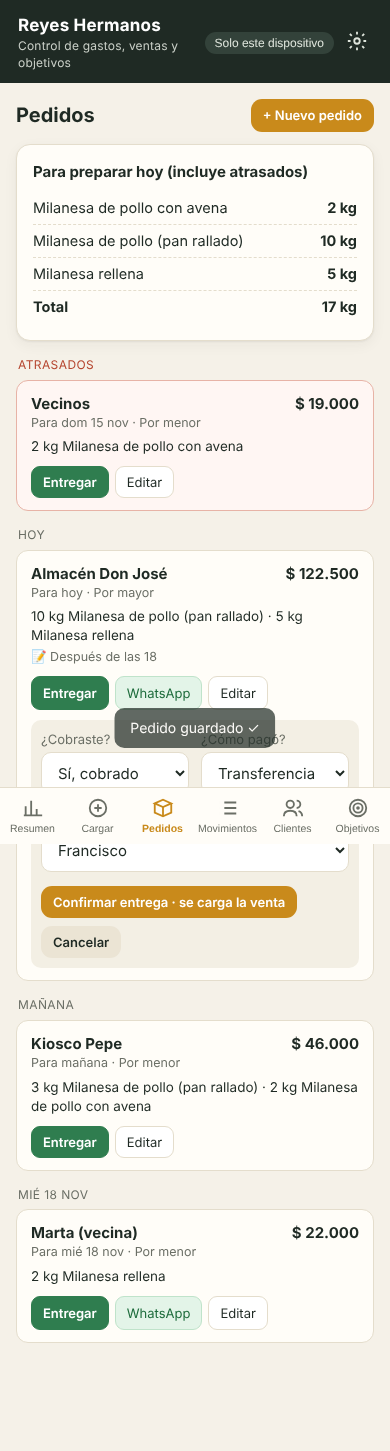 Reyes Hermanos
Control de gastos, ventas y
objetivos
Solo este dispositivo
Pedidos
+ Nuevo pedido
Para preparar hoy (incluye atrasados)
Milanesa de pollo con avena 2 kg
Milanesa de pollo (pan rallado) 10 kg
Milanesa rellena 5 kg
Total 17 kg
ATRASADOS
Vecinos $ 19.000
Para dom 15 nov · Por menor
2 kg Milanesa de pollo con avena
Entregar Editar
HOY
Almacén Don José $ 122.500
Para hoy · Por mayor
10 kg Milanesa de pollo (pan rallado) · 5 kg
Milanesa rellena
📝 Después de las 18
Entregar WhatsApp Editar
Pedido guardado ✓
¿Cobraste? ¿Cómo pagó?
Sí, cobrado Transferencia
Resumen Cargar Pedidos Movimientos Clientes Objetivos
Francisco
Confirmar entrega · se carga la venta
Cancelar
MAÑANA
Kiosco Pepe $ 46.000
Para mañana · Por menor
3 kg Milanesa de pollo (pan rallado) · 2 kg Milanesa
de pollo con avena
Entregar Editar
MIÉ 18 NOV
Marta (vecina) $ 22.000
Para mié 18 nov · Por menor
2 kg Milanesa rellena
Entregar WhatsApp Editar